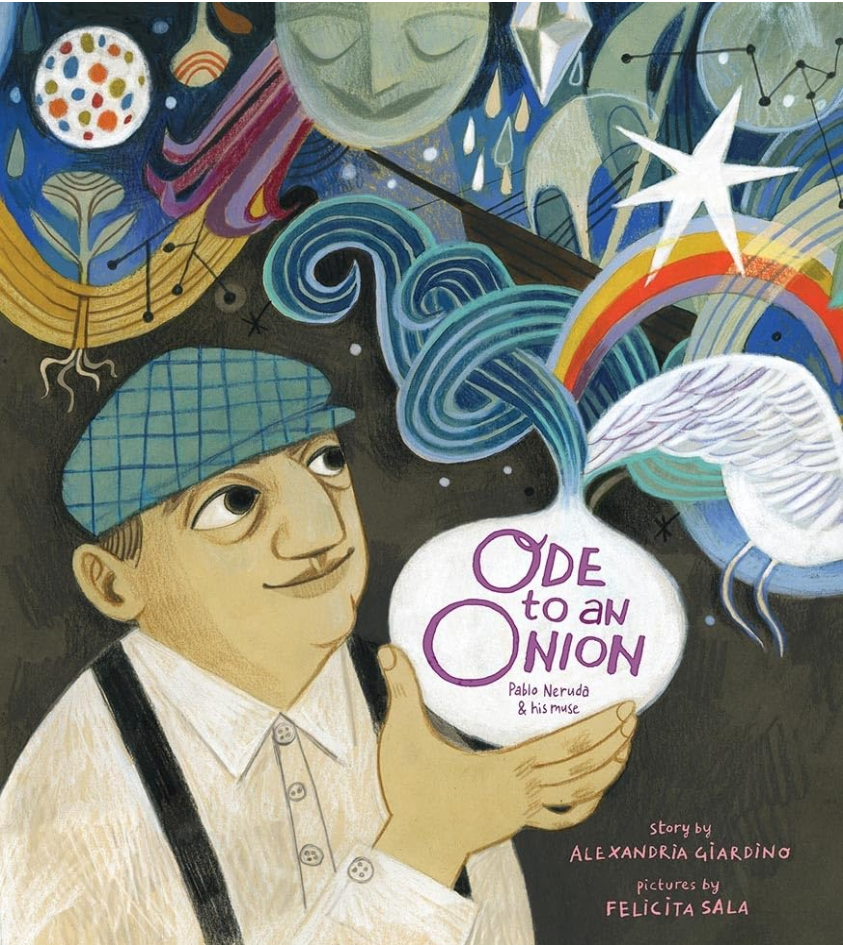 ODE
to an
ONION
Pablo Neruda
& his muse
story by
ALEXANDRIA GIARDINO
pictures by
FELICITA SALA